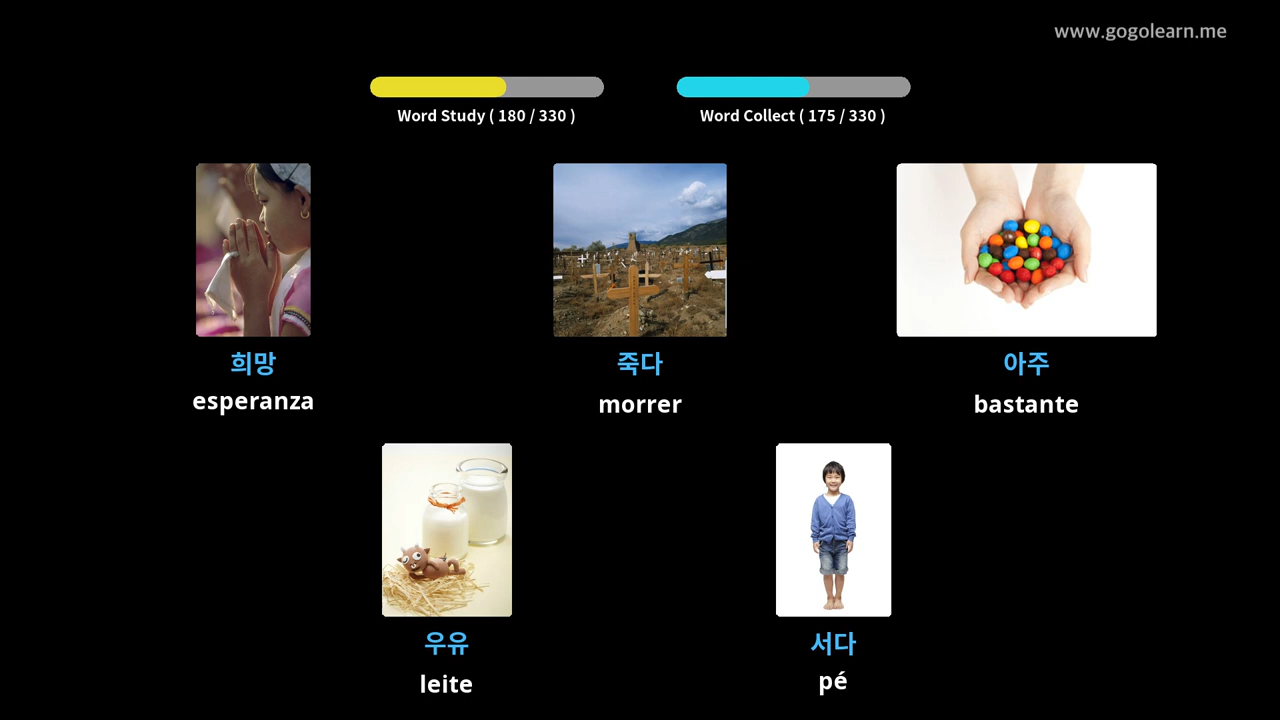 www.gogolearn.me
Word Study ( 180 / 330 )
Word Collect ( 175 / 330 )
희망
esperanza
죽다
morrer
아주
bastante
우유
leite
서다
pé